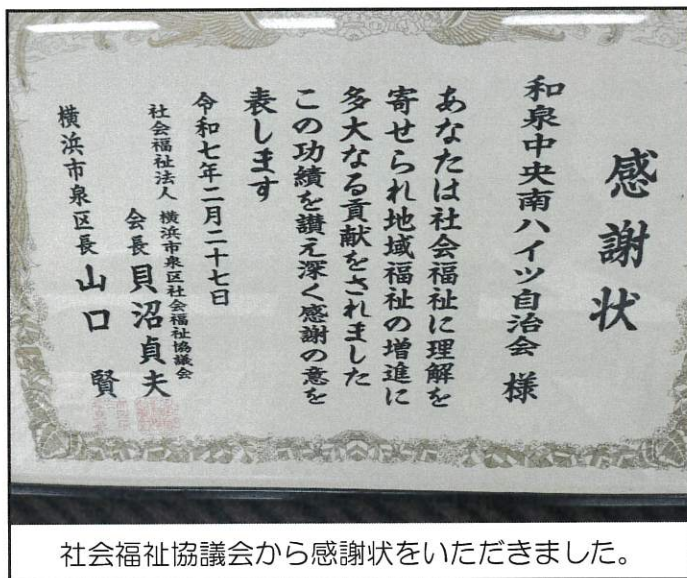 感謝状
和泉中央南ハイツ自治会 様
あなたは社会福祉に理解を
寄せられ地域福祉の増進に
多大なる貢献をされました
この功績を讃え深く感謝の意を
表します
令和七年二月二十七日
社会福祉法人 横浜市泉区社会福祉協議会
会長 貝沼貞夫
横浜市泉区長 山口 賢
社会福祉協議会から感謝状をいただきました。